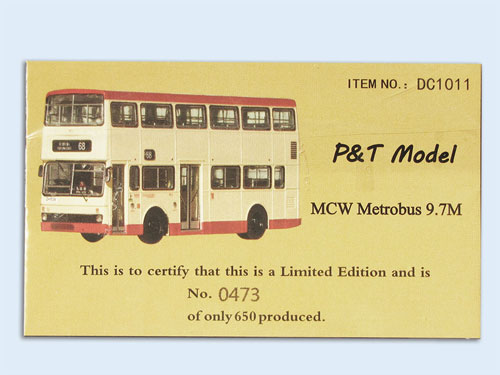 ITEM NO.: DC1011
68
68
P&T Model
MCW Metrobus 9.7M
This is to certify that this is a Limited Edition and is
No. 0473
of only 650 produced.